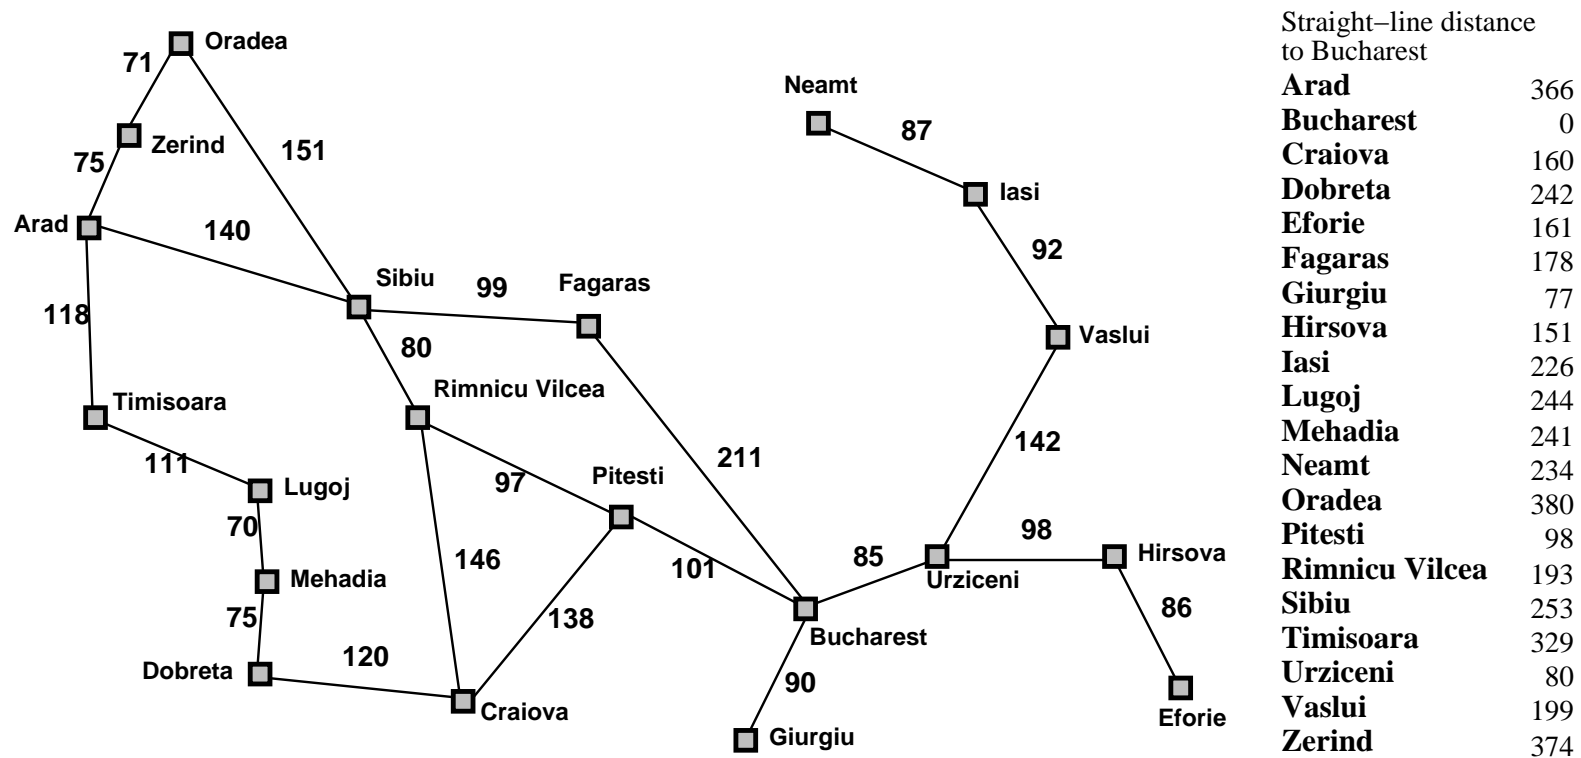 Oradea
71
Neamt
87
Zerind
151
75
Iasi
Arad
140
92
Sibiu
99
Fagaras
118
80
Vaslui
Rimnicu Vilcea
Timisoara
142
211
111
Pitesti
97
Lugoj
70
98
146
85
Hirsova
101
Urziceni
Mehadia
75
138
86
Bucharest
120
Dobreta
90
Craiova
Eforie
Giurgiu
Straight−line distance
to Bucharest
Arad 366
Bucharest 0
Craiova 160
Dobreta 242
Eforie 161
Fagaras 178
Giurgiu 77
Hirsova 151
Iasi 226
Lugoj 244
Mehadia 241
Neamt 234
Oradea 380
Pitesti 98
Rimnicu Vilcea 193
Sibiu 253
Timisoara 329
Urziceni 80
Vaslui 199
Zerind 374